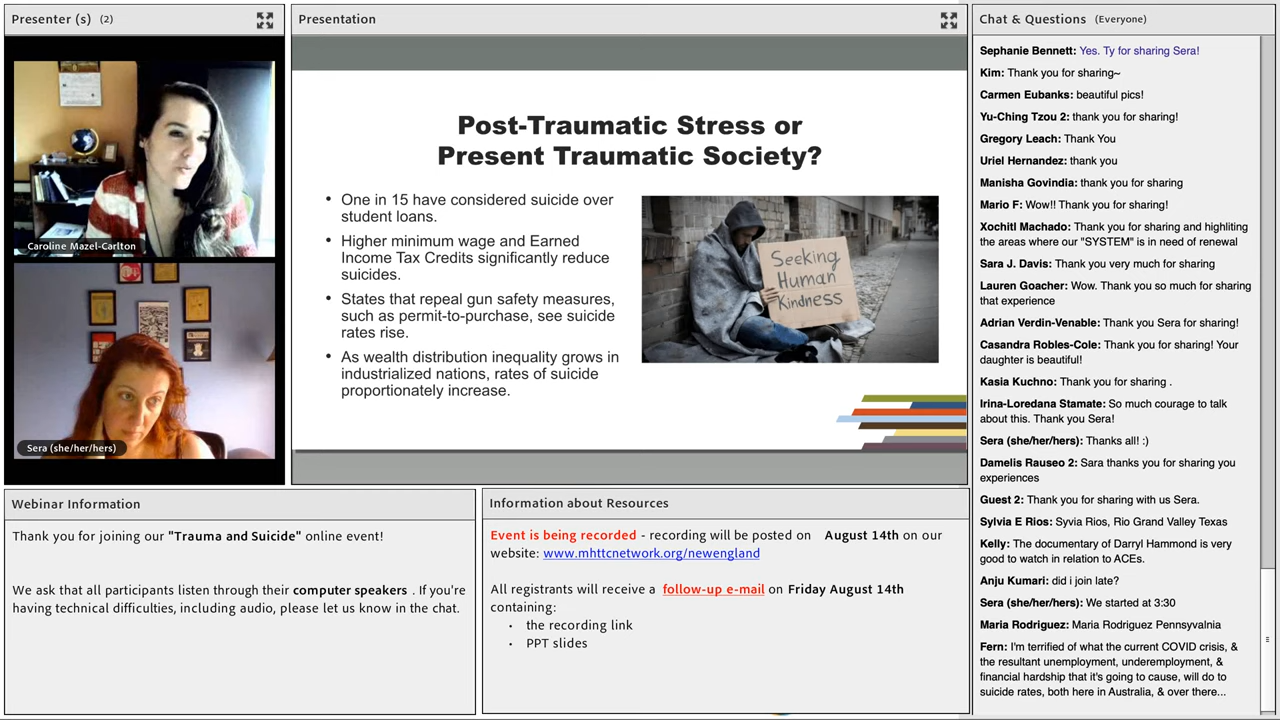 Presenter (s) (2)
Caroline Mazel-Carlton
Sera (she/her/hers)
Presentation
Post-Traumatic Stress or
Present Traumatic Society?
• One in 15 have considered suicide over
student loans.
• Higher minimum wage and Earned
Income Tax Credits significantly reduce
suicides.
• States that repeal gun safety measures,
such as permit-to-purchase, see suicide
rates rise.
• As wealth distribution inequality grows in
industrialized nations, rates of suicide
proportionately increase.
Seeking
Human
Kindness
Webinar Information
Thank you for joining our "Trauma and Suicide" online event!
We ask that all participants listen through their computer speakers . If you're
having technical difficulties, including audio, please let us know in the chat.
Information about Resources
Event is being recorded - recording will be posted on August 14th on our
website: www.mhttcnetwork.org/newengland
All registrants will receive a follow-up e-mail on Friday August 14th
containing:
• the recording link
• PPT slides
Chat & Questions (Everyone)
Sephanie Bennett: Yes. Ty for sharing Sera!
Kim: Thank you for sharing~
Carmen Eubanks: beautiful pics!
Yu-Ching Tzou 2: thank you for sharing!
Gregory Leach: Thank You
Uriel Hernandez: thank you
Manisha Govindia: thank you for sharing
Mario F: Wow!! Thank you for sharing!
Xochitl Machado: Thank you for sharing and highliting
the areas where our "SYSTEM" is in need of renewal
Sara J. Davis: Thank you very much for sharing
Lauren Goacher: Wow. Thank you so much for sharing
that experience
Adrian Verdin-Venable: Thank you Sera for sharing!
Casandra Robles-Cole: Thank you for sharing! Your
daughter is beautiful!
Kasia Kuchno: Thank you for sharing .
Irina-Loredana Stamate: So much courage to talk
about this. Thank you Sera!
Sera (she/her/hers): Thanks all! :)
Damelis Rauseo 2: Sara thanks you for sharing you
experiences
Guest 2: Thank you for sharing with us Sera.
Sylvia E Rios: Syvia Rios, Rio Grand Valley Texas
Kelly: The documentary of Darryl Hammond is very
good to watch in relation to ACEs.
Anju Kumari: did i join late?
Sera (she/her/hers): We started at 3:30
Maria Rodriguez: Maria Rodriguez Pennsyvalnia
Fern: I'm terrified of what the current COVID crisis, &
the resultant unemployment, underemployment, &
financial hardship that it's going to cause, will do to
suicide rates, both here in Australia, & over there...